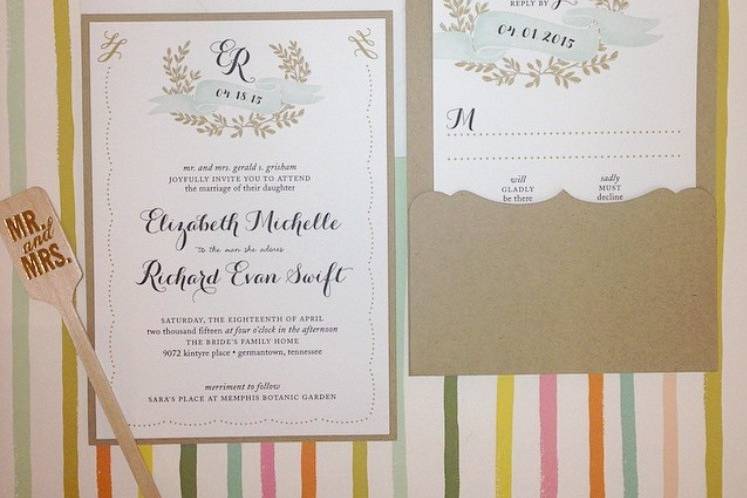 ER
04 18 15
mr. and mrs. gerald s. grisham
JOYFULLY INVITE YOU TO ATTEND
the marriage of their daughter
Elizabeth Michelle
to the man she adores
Richard Evan Swift
SATURDAY, THE EIGHTEENTH OF APRIL
two thousand fifteen at four o'clock in the afternoon
THE BRIDE'S FAMILY HOME
9072 kintyre place • germantown, tennessee
merriment to follow
SARA'S PLACE AT MEMPHIS BOTANIC GARDEN
REPLY BY
04 01 2015
M
will
GLADLY
be there
sadly
MUST
decline
MR.
and
MRS.